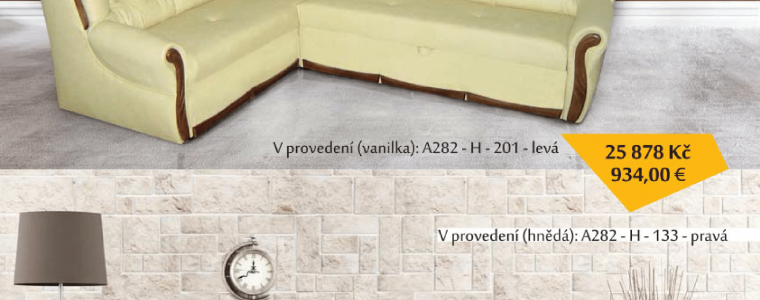 V provedení (vanilka): A282 - H - 201 - levá
25 878 Kč
934,00 €
V provedení (hnědá): A282 - H - 133 - pravá